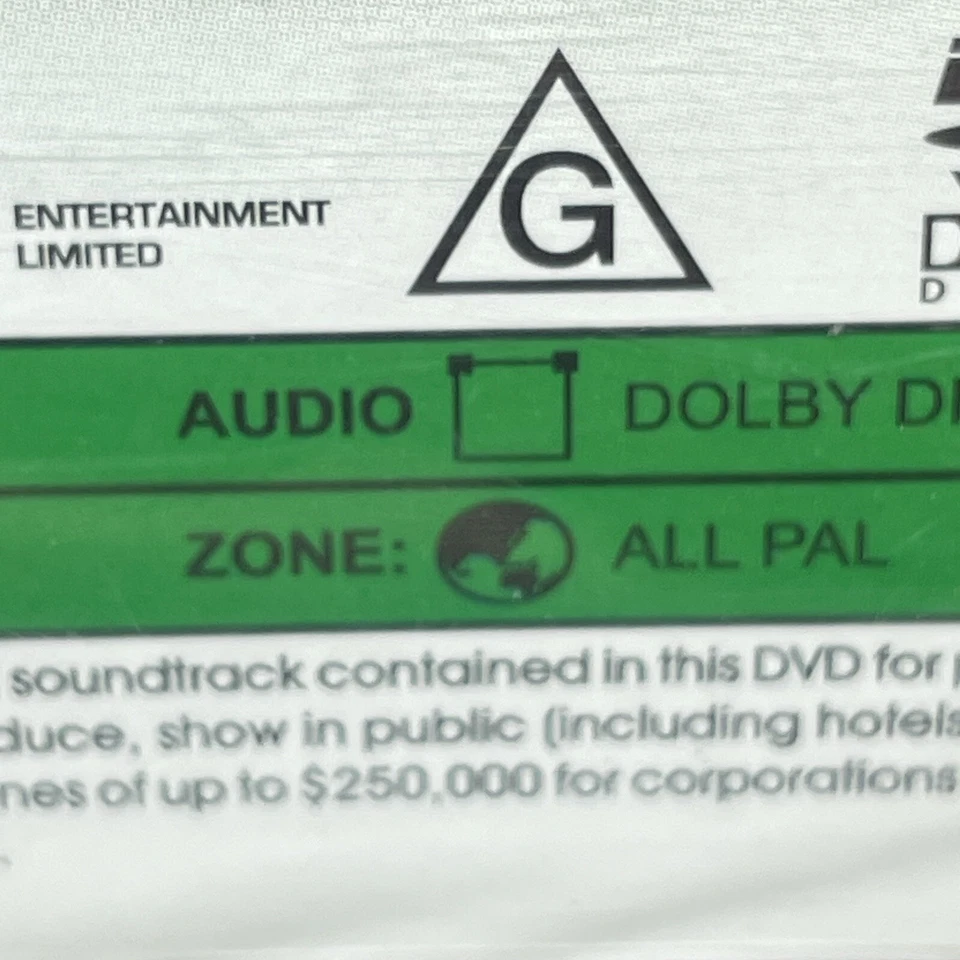 ENTERTAINMENT
LIMITED
G
D
D
AUDIO DOLBY
ZONE: ALL PAL
soundtrack contained in this DVD for
duce, show in public (including hotels
nes of up to $250,000 for corporations